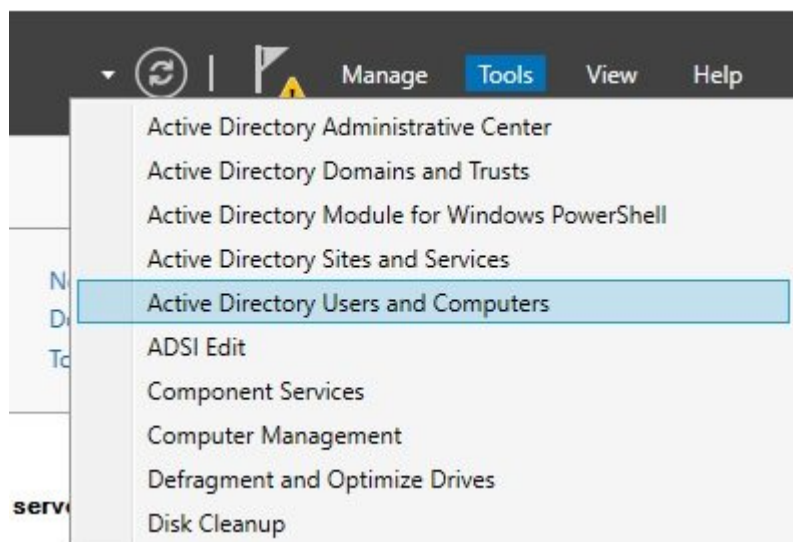 Manage Tools View Help
Active Directory Administrative Center
Active Directory Domains and Trusts
Active Directory Module for Windows PowerShell
Active Directory Sites and Services
Active Directory Users and Computers
ADSI Edit
Component Services
Computer Management
Defragment and Optimize Drives
Disk Cleanup